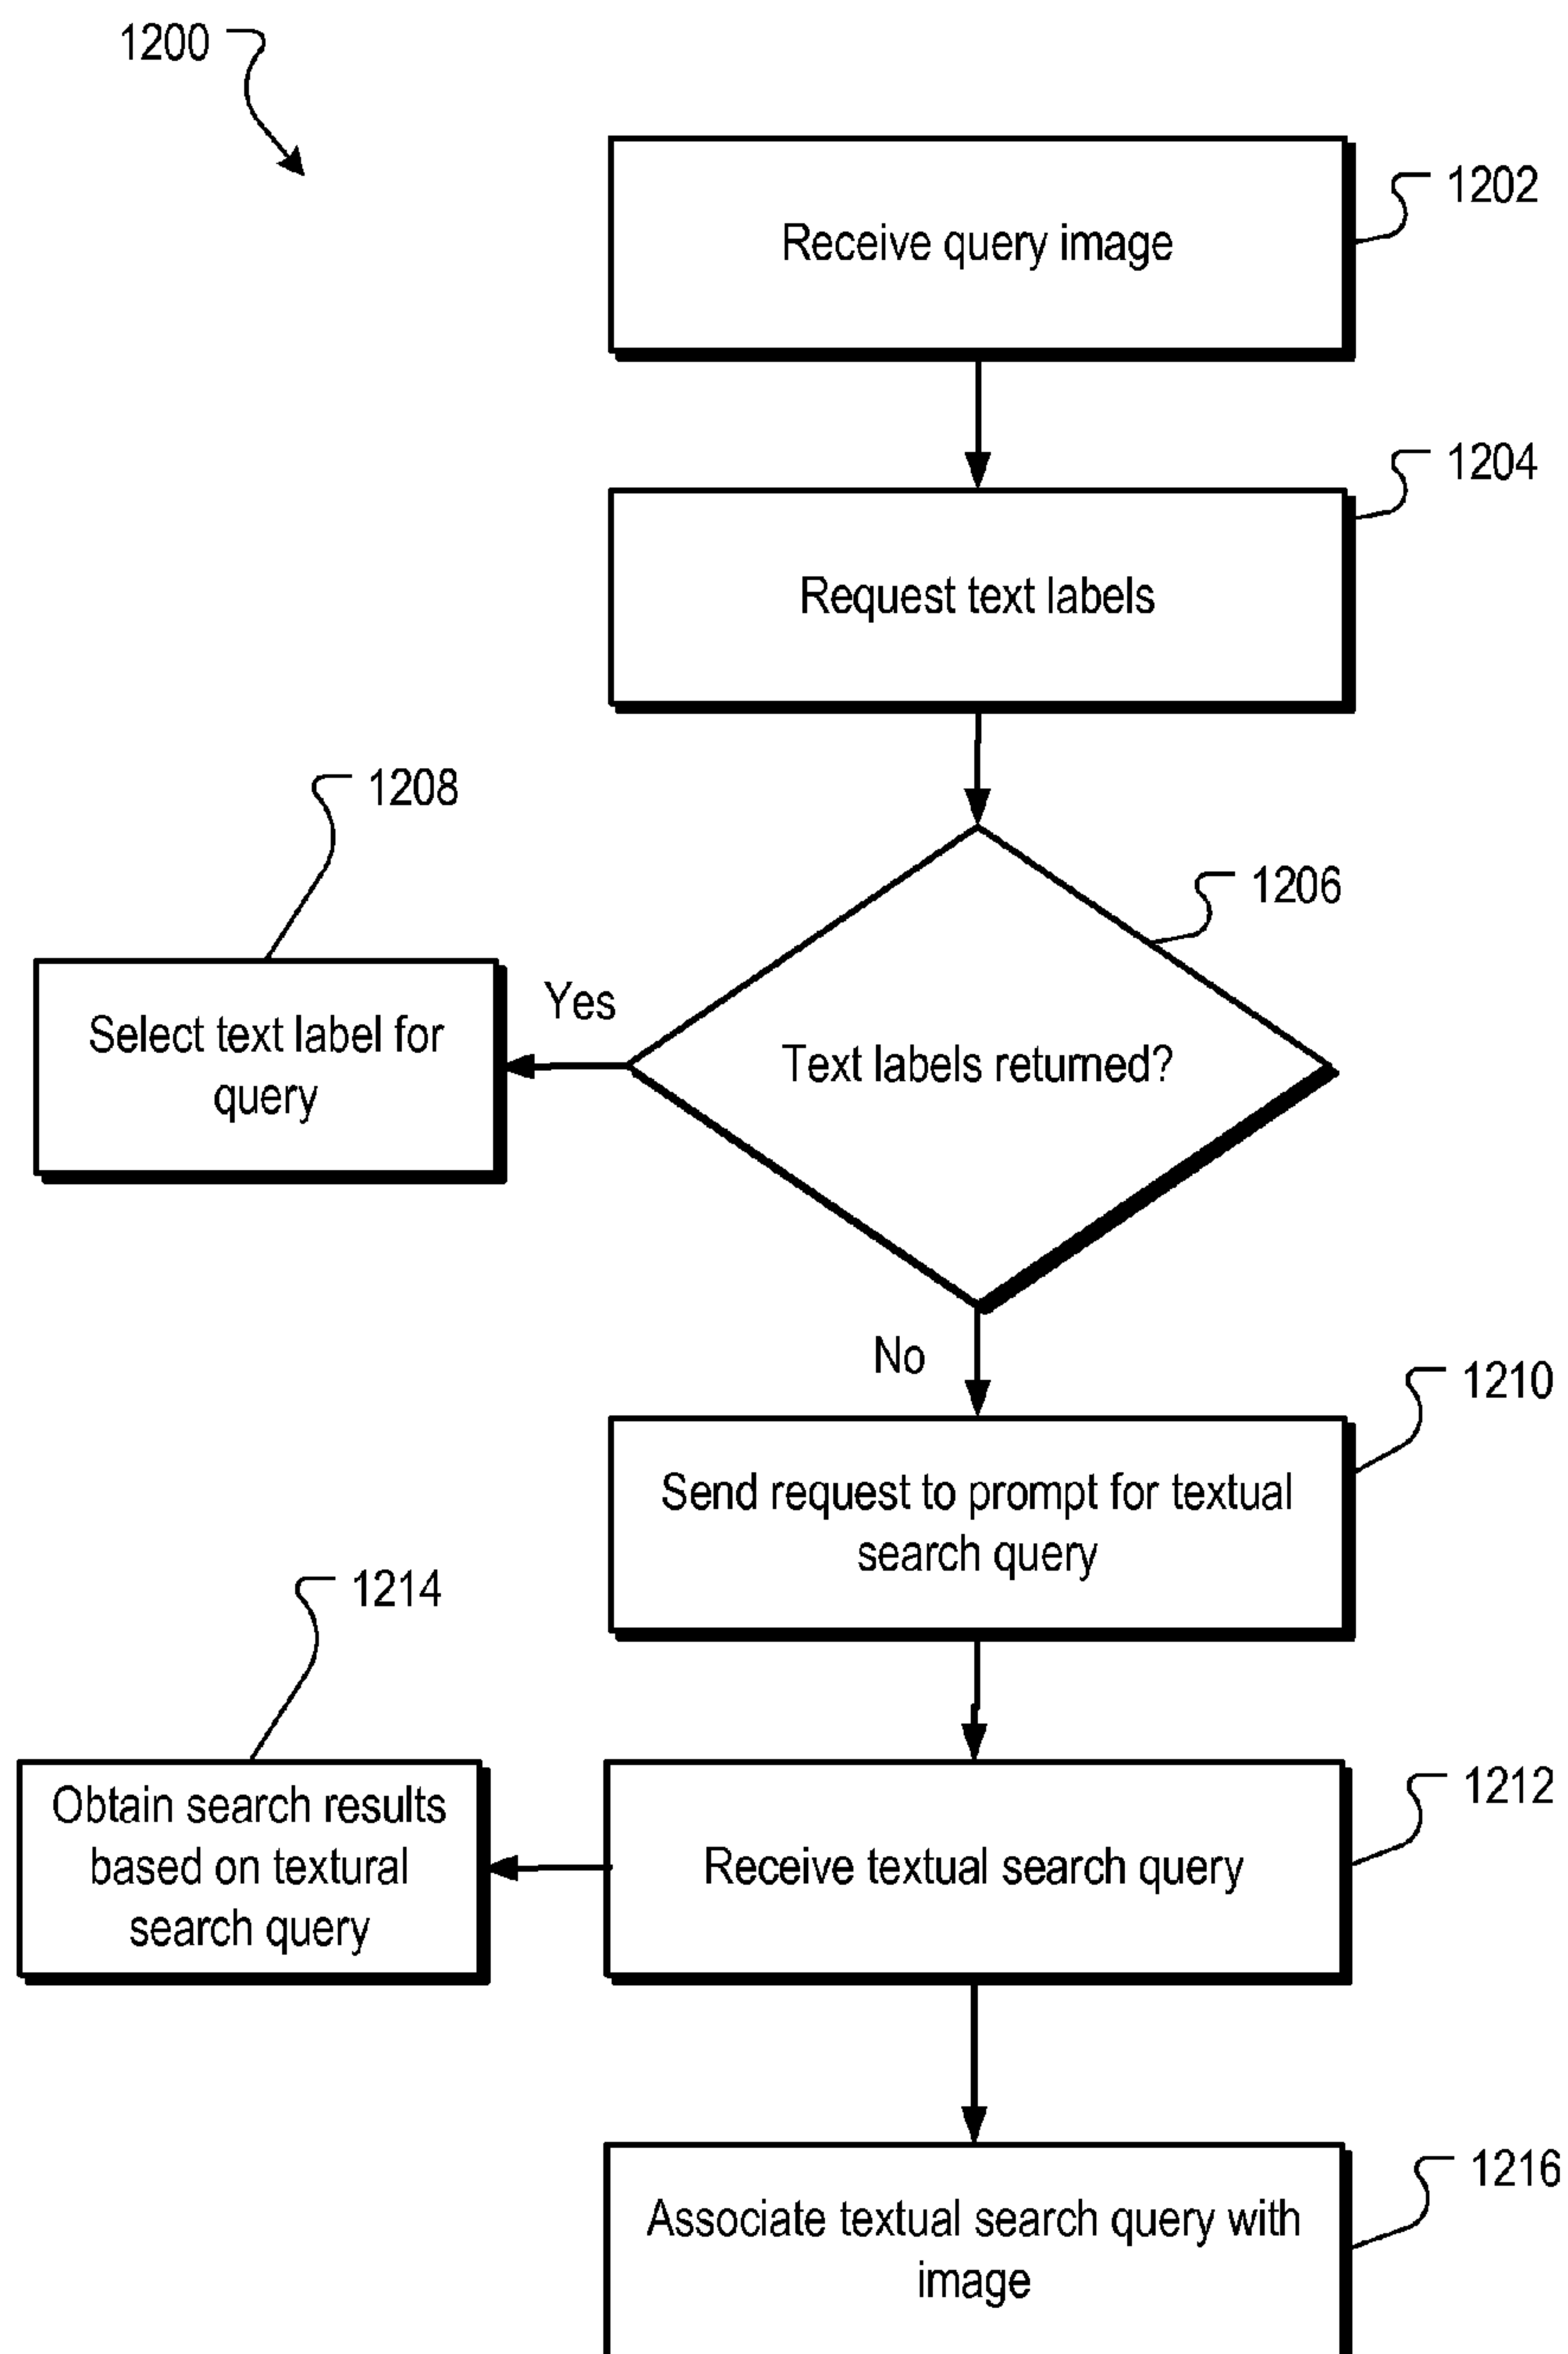 1200
1202
Receive query image
1204
Request text labels
1208
1206
Yes
Select text label for
query
Text labels returned?
No
1210
Send request to prompt for textual
search query
1214
1212
Obtain search results
based on textural
search query
Receive textual search query
1216
Associate textual search query with
image